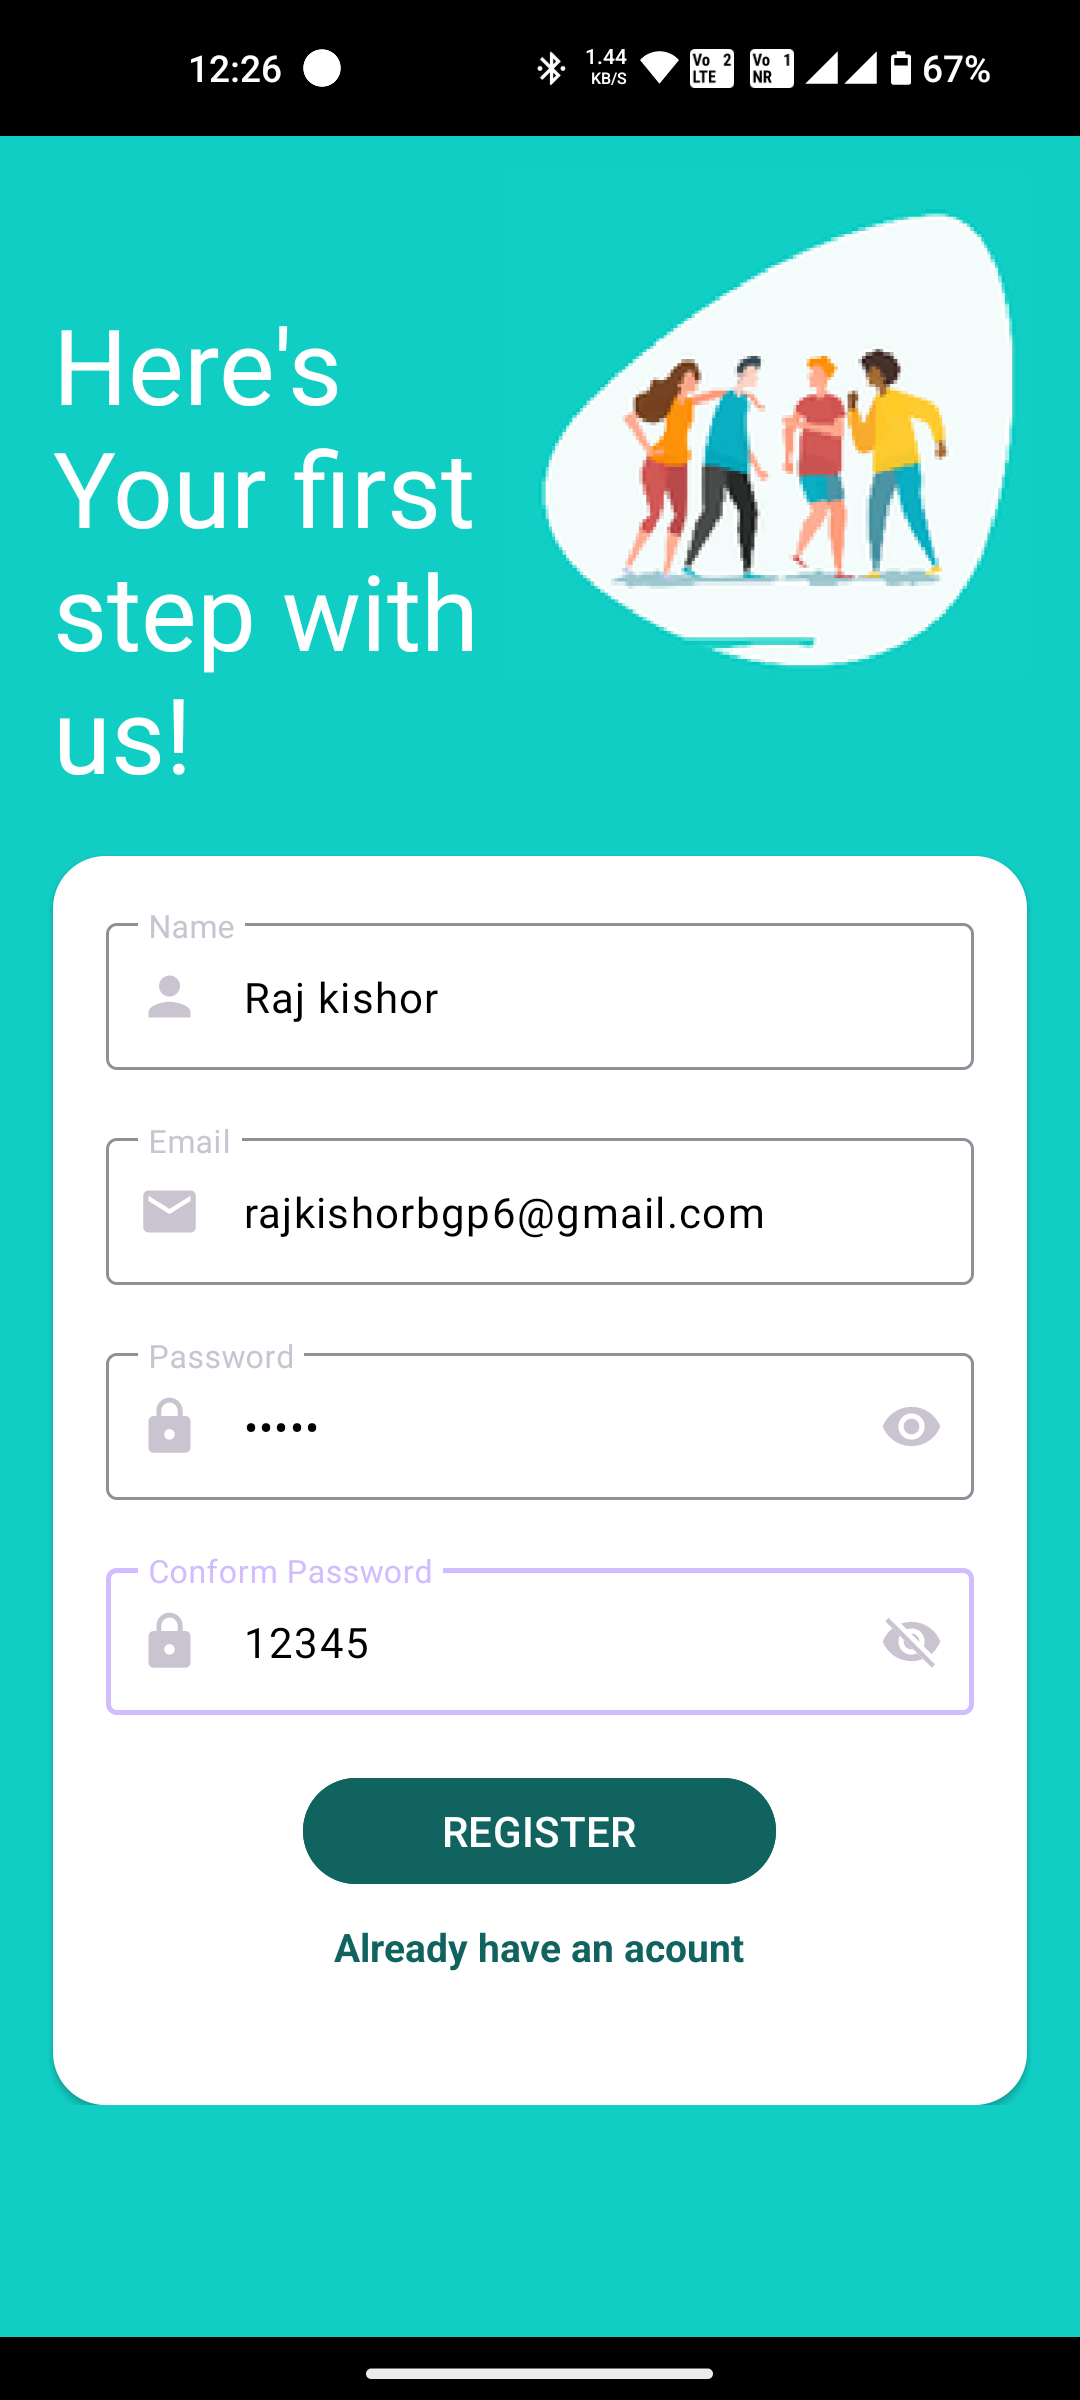 12:26
1.44
KB/S
Vo 2
LTE
Vo 1
NR
67%
Here's
Your first
step with
us!
Name
Raj kishor
Email
rajkishorbgp6@gmail.com
Password
•••••
Conform Password
12345
REGISTER
Already have an acount